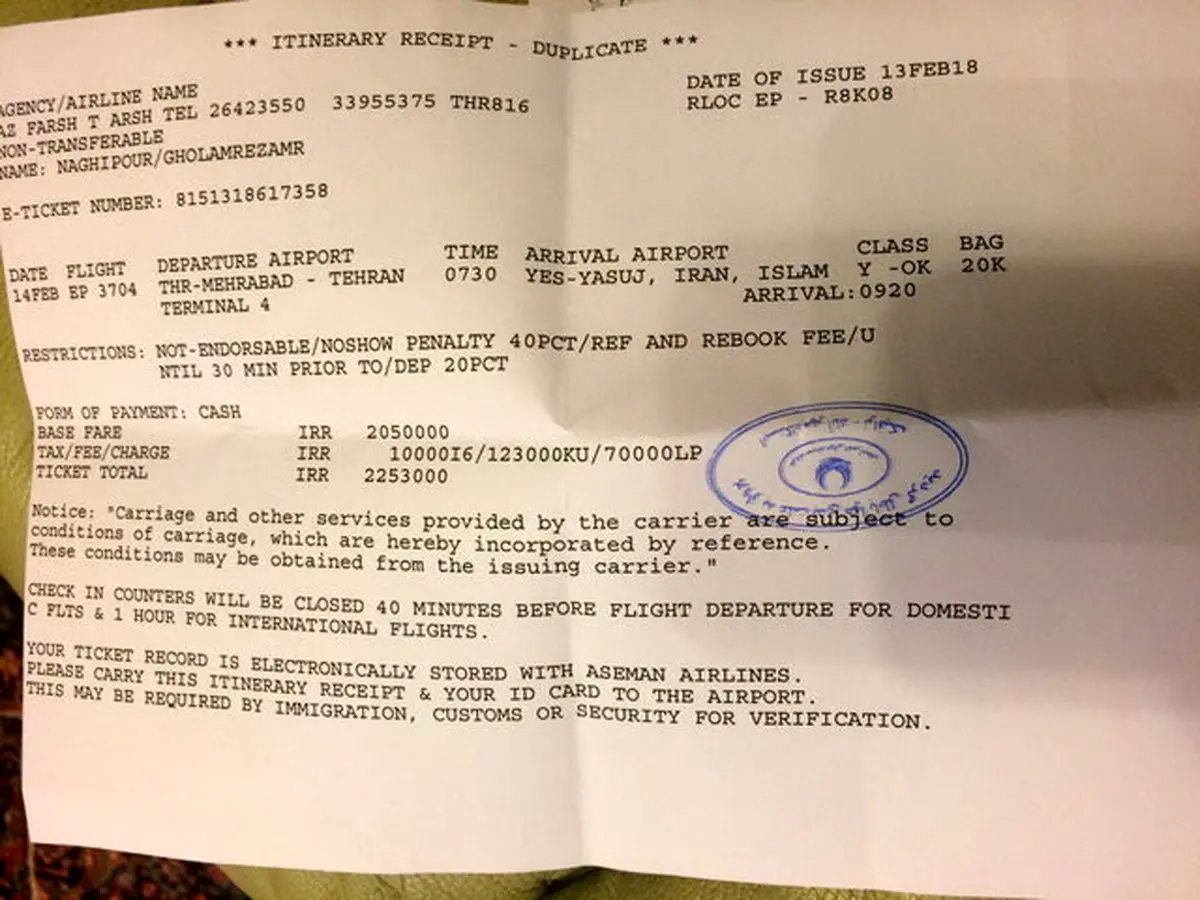 *** ITINERARY RECEIPT - DUPLICATE ***
AGENCY/AIRLINE NAME
DATE OF ISSUE 13FEB18
AZ FARSH T ARSH TEL 26423550 33955375 THR816
RLOC EP - R8K08
NON-TRANSFERABLE
NAME: NAGHIPOUR/GHOLAMREZAMR
E-TICKET NUMBER: 8151318617358
DATE FLIGHT DEPARTURE AIRPORT TIME ARRIVAL AIRPORT CLASS BAG
14FEB EP 3704 THR-MEHRABAD - TEHRAN 0730 YES-YASUJ, IRAN, ISLAM Y -OK 20K
TERMINAL 4 ARRIVAL:0920
RESTRICTIONS: NOT-ENDORSABLE/NOSHOW PENALTY 40PCT/REF AND REBOOK FEE/U
NTIL 30 MIN PRIOR TO/DEP 20PCT
FORM OF PAYMENT: CASH
BASE FARE IRR 2050000
TAX/FEE/CHARGE IRR 10000I6/123000KU/70000LP
TICKET TOTAL IRR 2253000
Notice: "Carriage and other services provided by the carrier are subject to
conditions of carriage, which are hereby incorporated by reference.
These conditions may be obtained from the issuing carrier."
CHECK IN COUNTERS WILL BE CLOSED 40 MINUTES BEFORE FLIGHT DEPARTURE FOR DOMESTI
C FLTS & 1 HOUR FOR INTERNATIONAL FLIGHTS.
YOUR TICKET RECORD IS ELECTRONICALLY STORED WITH ASEMAN AIRLINES.
PLEASE CARRY THIS ITINERARY RECEIPT & YOUR ID CARD TO THE AIRPORT.
THIS MAY BE REQUIRED BY IMMIGRATION, CUSTOMS OR SECURITY FOR VERIFICATION.